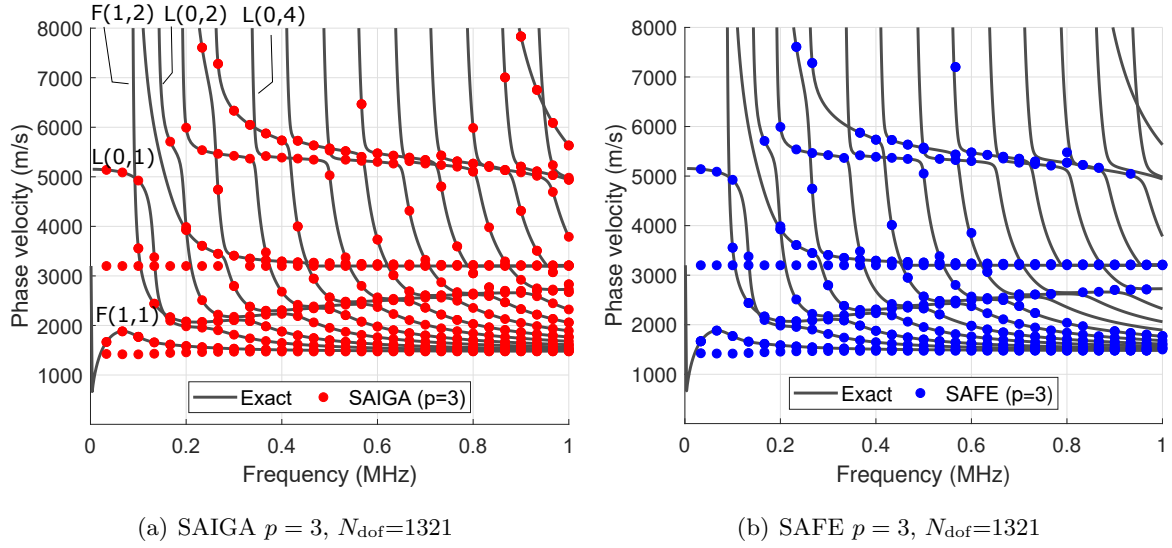 F(1,2) L(0,2) L(0,4)
8000
7000
6000
5000
4000
3000
2000
1000
L(0,1)
F(1,1)
Phase velocity (m/s)
Exact SAIGA (p=3)
0 0.2 0.4 0.6 0.8 1
Frequency (MHz)
(a) SAIGA p = 3, N_dof=1321
8000
7000
6000
5000
4000
3000
2000
1000
Phase velocity (m/s)
Exact SAFE (p=3)
0 0.2 0.4 0.6 0.8 1
Frequency (MHz)
(b) SAFE p = 3, N_dof=1321